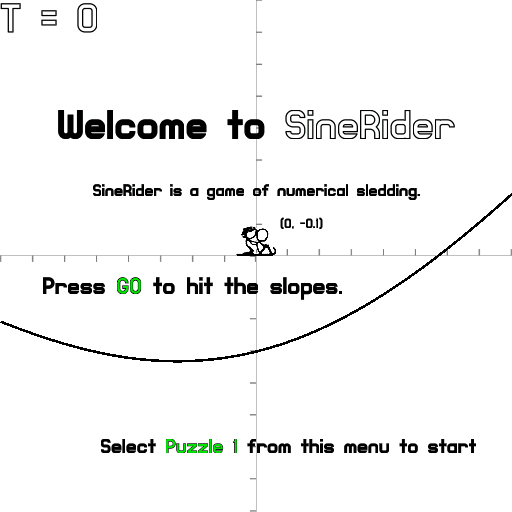 T = 0
Welcome to SineRider
SineRider is a game of numerical sledding.
(0, -0.1)
Press GO to hit the slopes.
Select Puzzle 1 from this menu to start